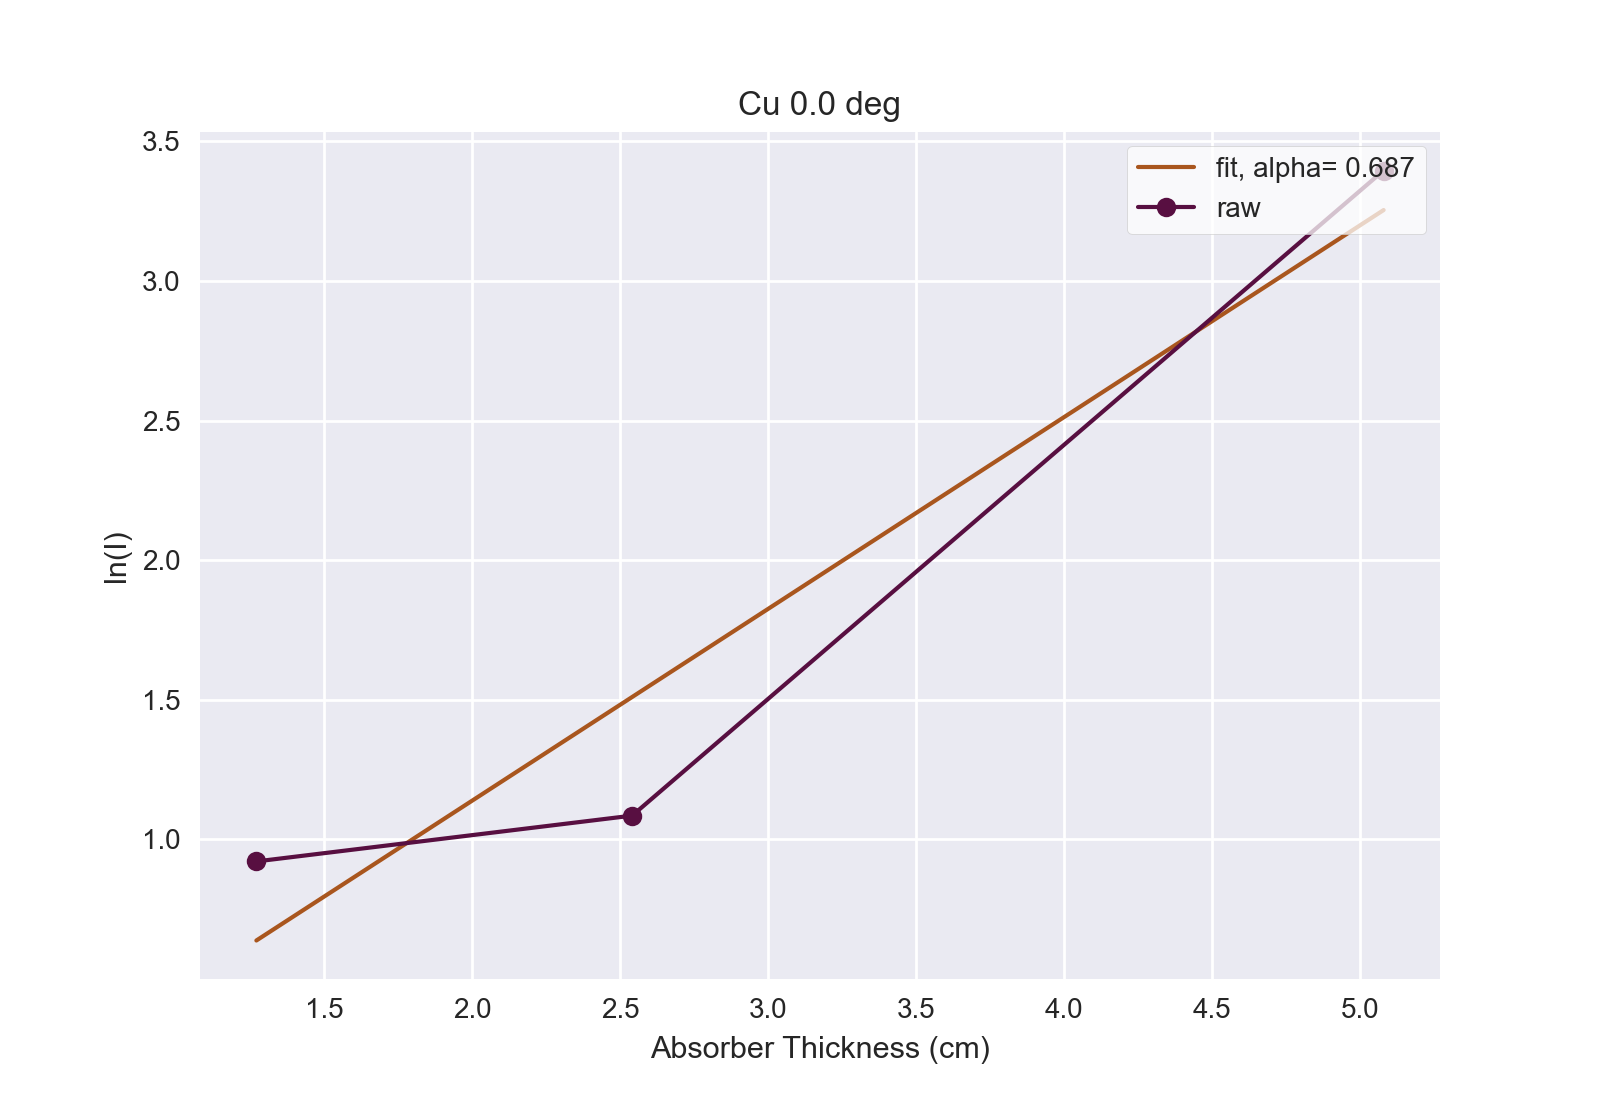 Cu 0.0 deg
fit, alpha= 0.687
raw
3.5
3.0
2.5
2.0
1.5
1.0
ln(I)
1.5 2.0 2.5 3.0 3.5 4.0 4.5 5.0
Absorber Thickness (cm)